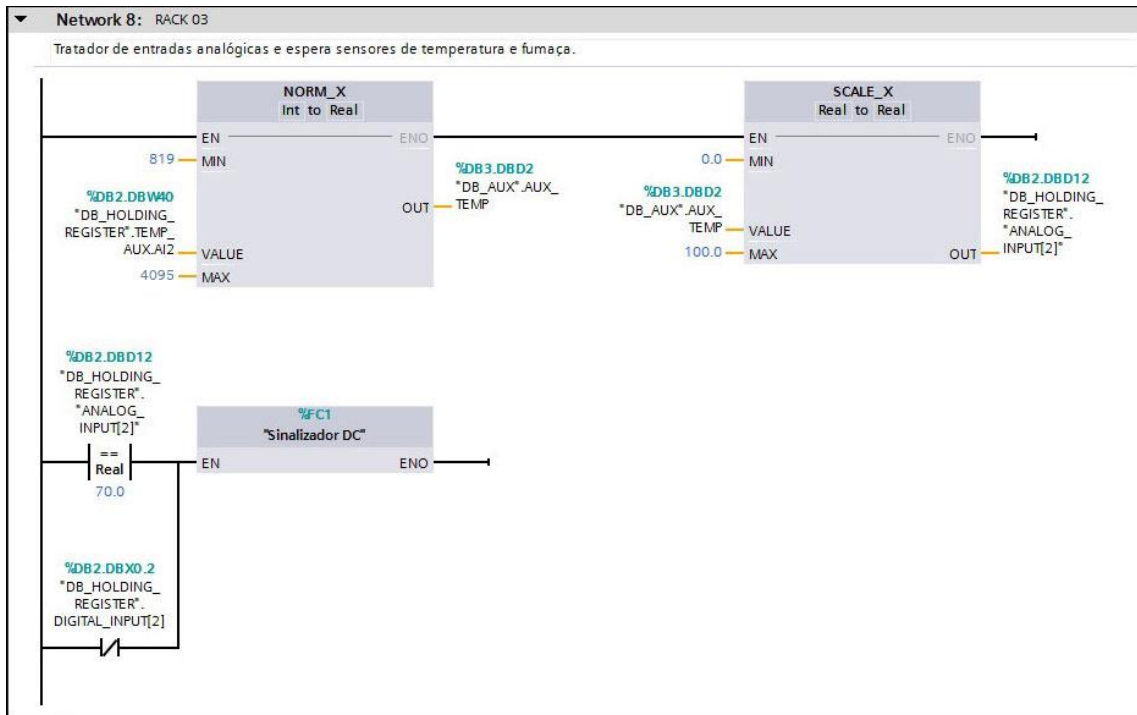 Network 8: RACK 03
Tratador de entradas analógicas e espera sensores de temperatura e fumaça.
NORM_X
Int to Real
EN
ENO
819
MIN
%DB2.DBW40
"DB_HOLDING_
REGISTER".TEMP_
AUX.AI2
VALUE
4095
MAX
OUT
%DB3.DBD2
"DB_AUX".AUX_
TEMP
SCALE_X
Real to Real
EN
ENO
0.0
MIN
%DB3.DBD2
"DB_AUX".AUX_
TEMP
VALUE
100.0
MAX
OUT
%DB2.DBD12
"DB_HOLDING_
REGISTER".
"ANALOG_
INPUT[2]"
%DB2.DBD12
"DB_HOLDING_
REGISTER".
"ANALOG_
INPUT[2]"
==
Real
70.0
%FC1
"Sinalizador DC"
EN
ENO
%DB2.DBX0.2
"DB_HOLDING_
REGISTER".
DIGITAL_INPUT[2]